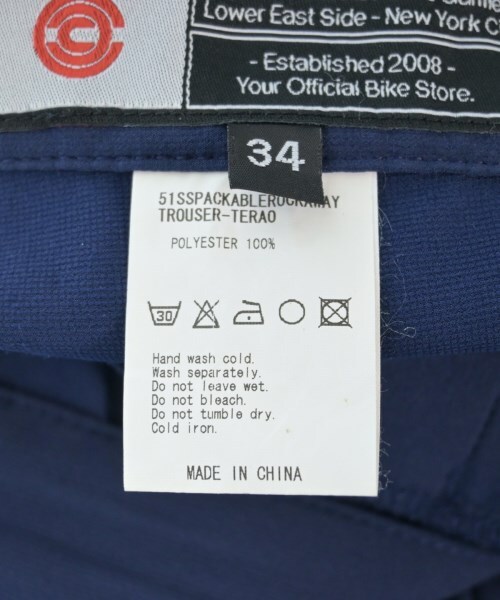 Lower East Side - New York C
- Established 2008 -
Your Official Bike Store.
34
51SSPACKABLEROCKAWAY
TROUSER-TERAO
POLYESTER 100%
30
Hand wash cold.
Wash separately.
Do not leave wet.
Do not bleach.
Do not tumble dry.
Cold iron.
MADE IN CHINA